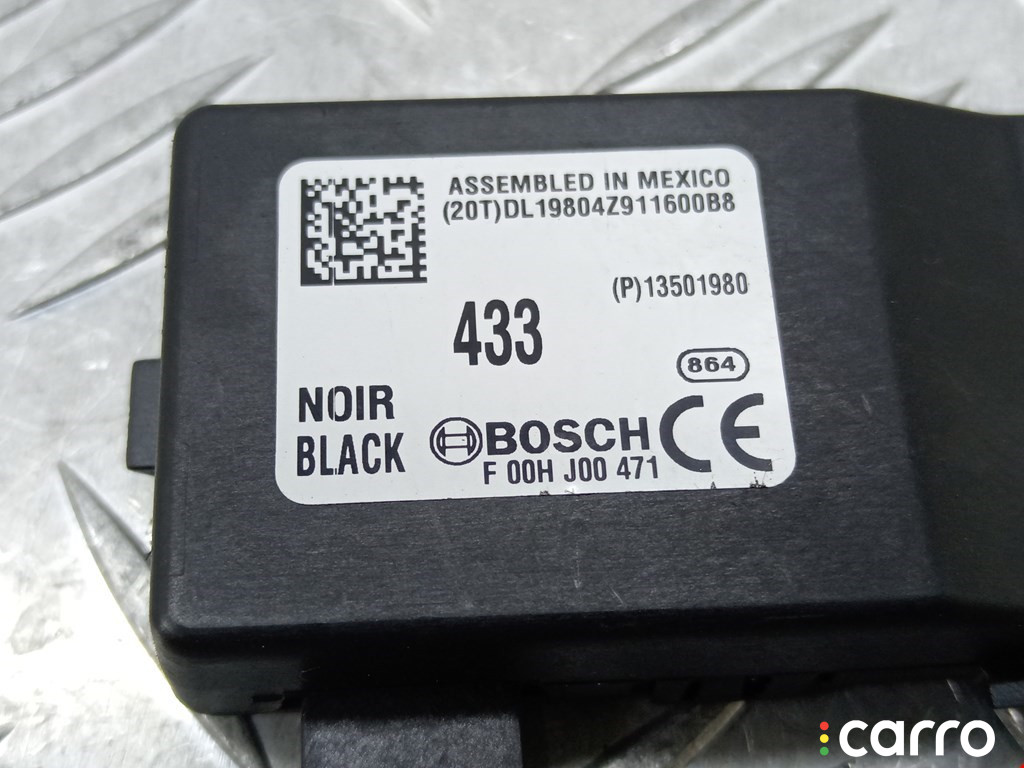 ASSEMBLED IN MEXICO
(20T)DL19804Z911600B8
(P)13501980
433
864
NOIR
BLACK
BOSCH CE
F 00H J00 471
carro